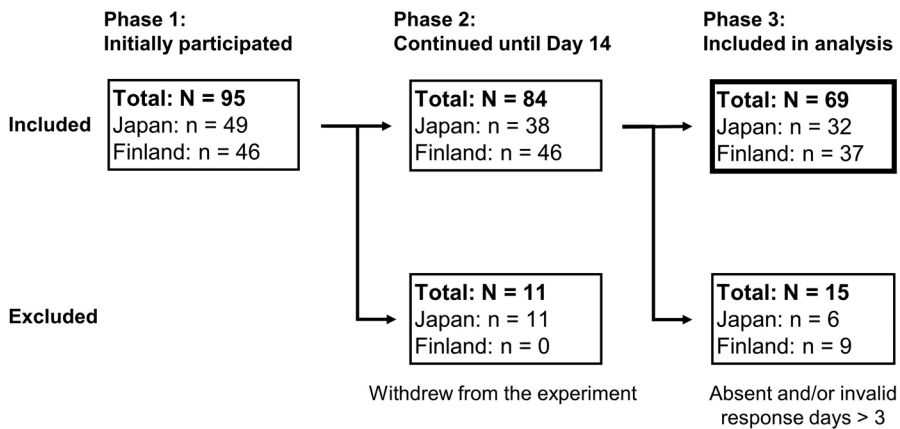 Phase 1:
Initially participated
Phase 2:
Continued until Day 14
Phase 3:
Included in analysis
Included
Total: N = 95
Japan: n = 49
Finland: n = 46
Total: N = 84
Japan: n = 38
Finland: n = 46
Total: N = 69
Japan: n = 32
Finland: n = 37
Excluded
Total: N = 11
Japan: n = 11
Finland: n = 0
Withdrew from the experiment
Total: N = 15
Japan: n = 6
Finland: n = 9
Absent and/or invalid
response days > 3